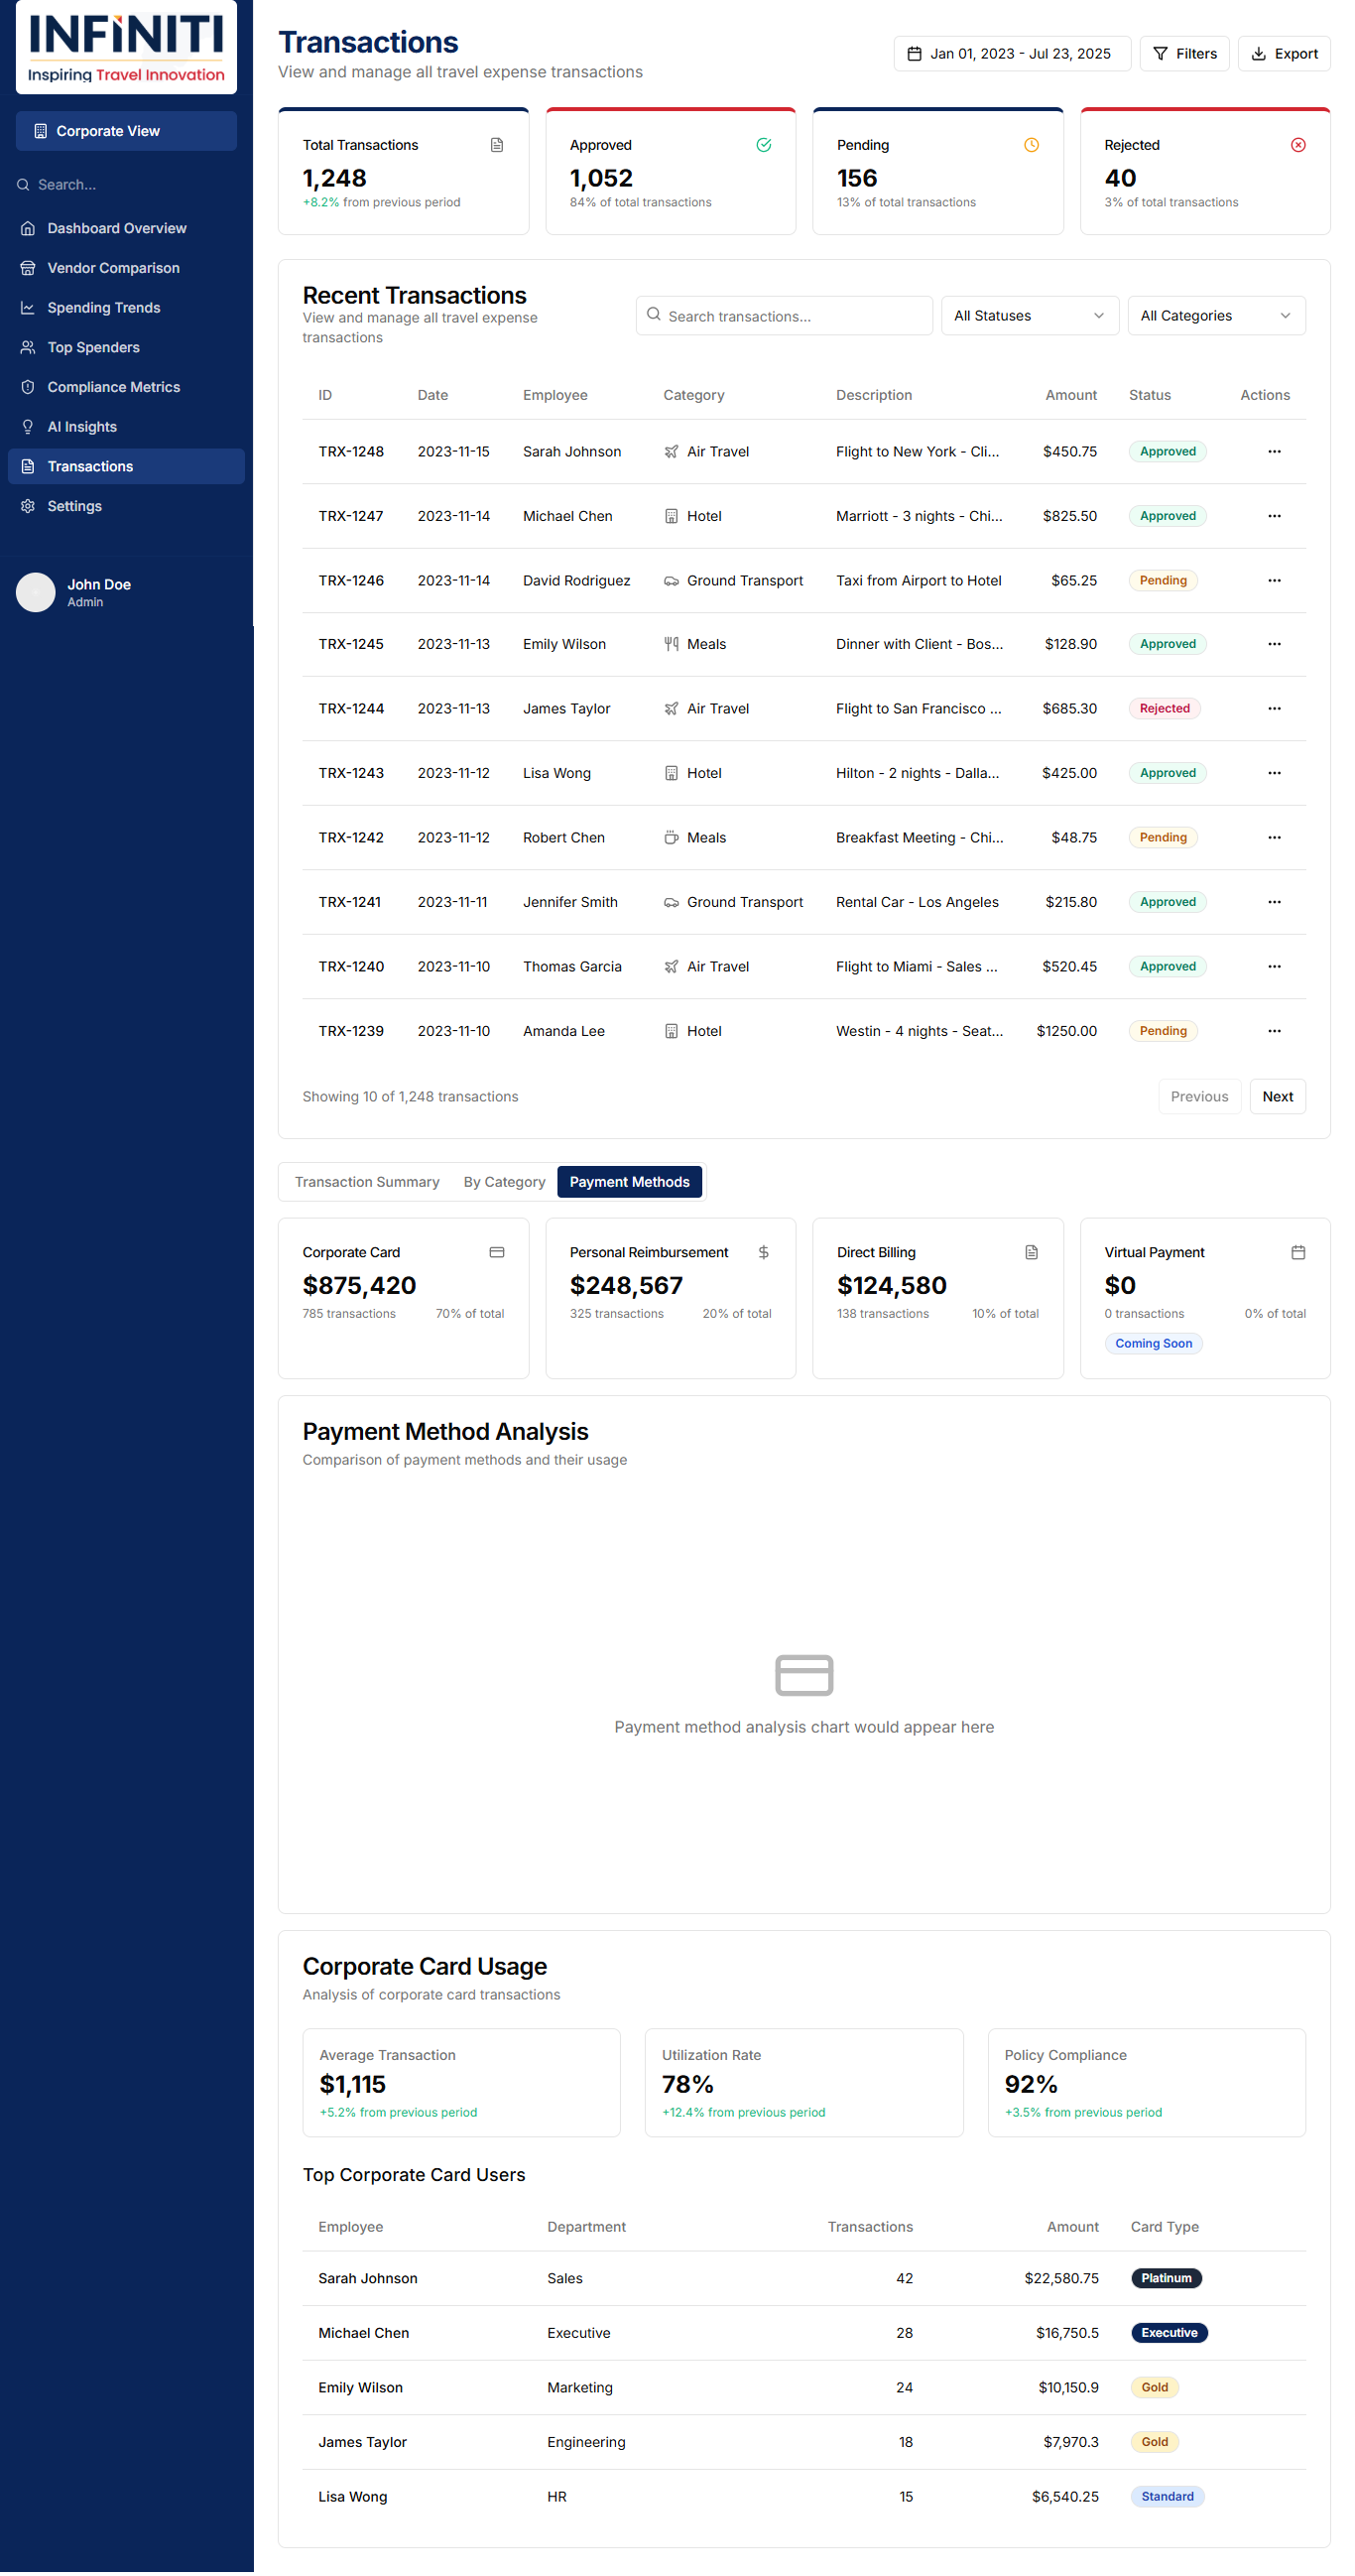 INFINITI
Inspiring Travel Innovation
Corporate View
Search...
Dashboard Overview
Vendor Comparison
Spending Trends
Top Spenders
Compliance Metrics
AI Insights
Transactions
Settings
John Doe
Admin
Transactions
View and manage all travel expense transactions
Jan 01, 2023 - Jul 23, 2025
Filters
Export
Total Transactions
1,248
+8.2% from previous period
Approved
1,052
84% of total transactions
Pending
156
13% of total transactions
Rejected
40
3% of total transactions
Recent Transactions
View and manage all travel expense
transactions
Search transactions...
All Statuses
All Categories
ID Date Employee Category Description Amount Status Actions
TRX-1248 2023-11-15 Sarah Johnson Air Travel Flight to New York - Cli... $450.75 Approved ...
TRX-1247 2023-11-14 Michael Chen Hotel Marriott - 3 nights - Chi... $825.50 Approved ...
TRX-1246 2023-11-14 David Rodriguez Ground Transport Taxi from Airport to Hotel $65.25 Pending ...
TRX-1245 2023-11-13 Emily Wilson Meals Dinner with Client - Bos... $128.90 Approved ...
TRX-1244 2023-11-13 James Taylor Air Travel Flight to San Francisco ... $685.30 Rejected ...
TRX-1243 2023-11-12 Lisa Wong Hotel Hilton - 2 nights - Dalla... $425.00 Approved ...
TRX-1242 2023-11-12 Robert Chen Meals Breakfast Meeting - Chi... $48.75 Pending ...
TRX-1241 2023-11-11 Jennifer Smith Ground Transport Rental Car - Los Angeles $215.80 Approved ...
TRX-1240 2023-11-10 Thomas Garcia Air Travel Flight to Miami - Sales ... $520.45 Approved ...
TRX-1239 2023-11-10 Amanda Lee Hotel Westin - 4 nights - Seat... $1250.00 Pending ...
Showing 10 of 1,248 transactions
Previous
Next
Transaction Summary
By Category
Payment Methods
Corporate Card
$875,420
785 transactions 70% of total
Personal Reimbursement
$248,567
325 transactions 20% of total
Direct Billing
$124,580
138 transactions 10% of total
Virtual Payment
$0
0 transactions 0% of total
Coming Soon
Payment Method Analysis
Comparison of payment methods and their usage
Payment method analysis chart would appear here
Corporate Card Usage
Analysis of corporate card transactions
Average Transaction
$1,115
+5.2% from previous period
Utilization Rate
78%
+12.4% from previous period
Policy Compliance
92%
+3.5% from previous period
Top Corporate Card Users
Employee Department Transactions Amount Card Type
Sarah Johnson Sales 42 $22,580.75 Platinum
Michael Chen Executive 28 $16,750.5 Executive
Emily Wilson Marketing 24 $10,150.9 Gold
James Taylor Engineering 18 $7,970.3 Gold
Lisa Wong HR 15 $6,540.25 Standard